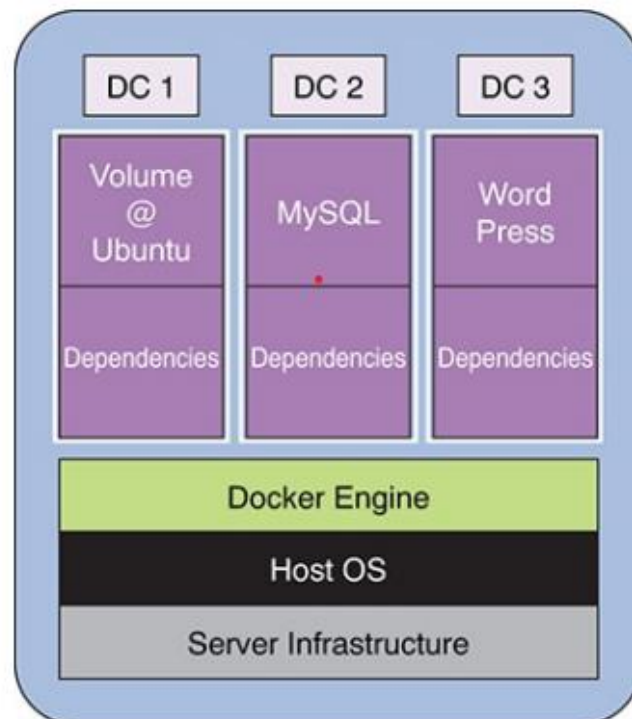 DC 1
DC 2
DC 3
Volume
@
Ubuntu
MySQL
Word
Press
Dependencies
Dependencies
Dependencies
Docker Engine
Host OS
Server Infrastructure